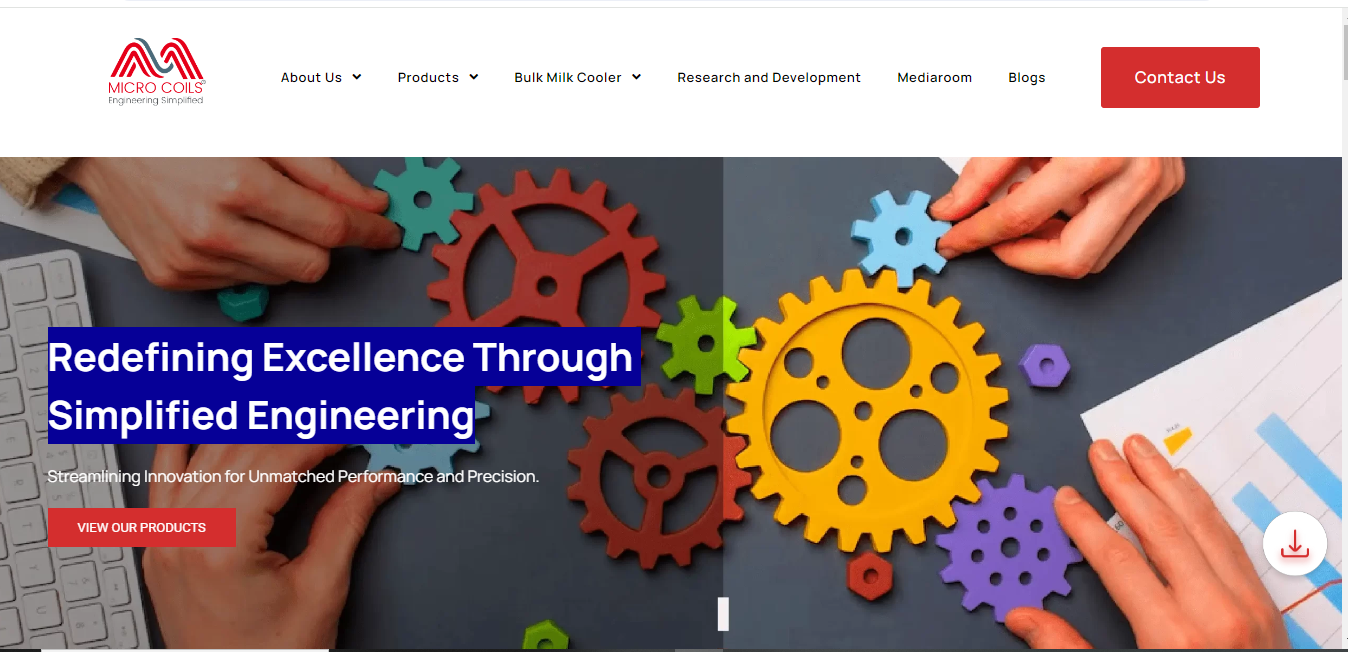 MICRO COILS
Engineering Simplified
About Us
Products
Bulk Milk Cooler
Research and Development
Mediaroom
Blogs
Contact Us
Redefining Excellence Through
Simplified Engineering
Streamlining Innovation for Unmatched Performance and Precision.
VIEW OUR PRODUCTS